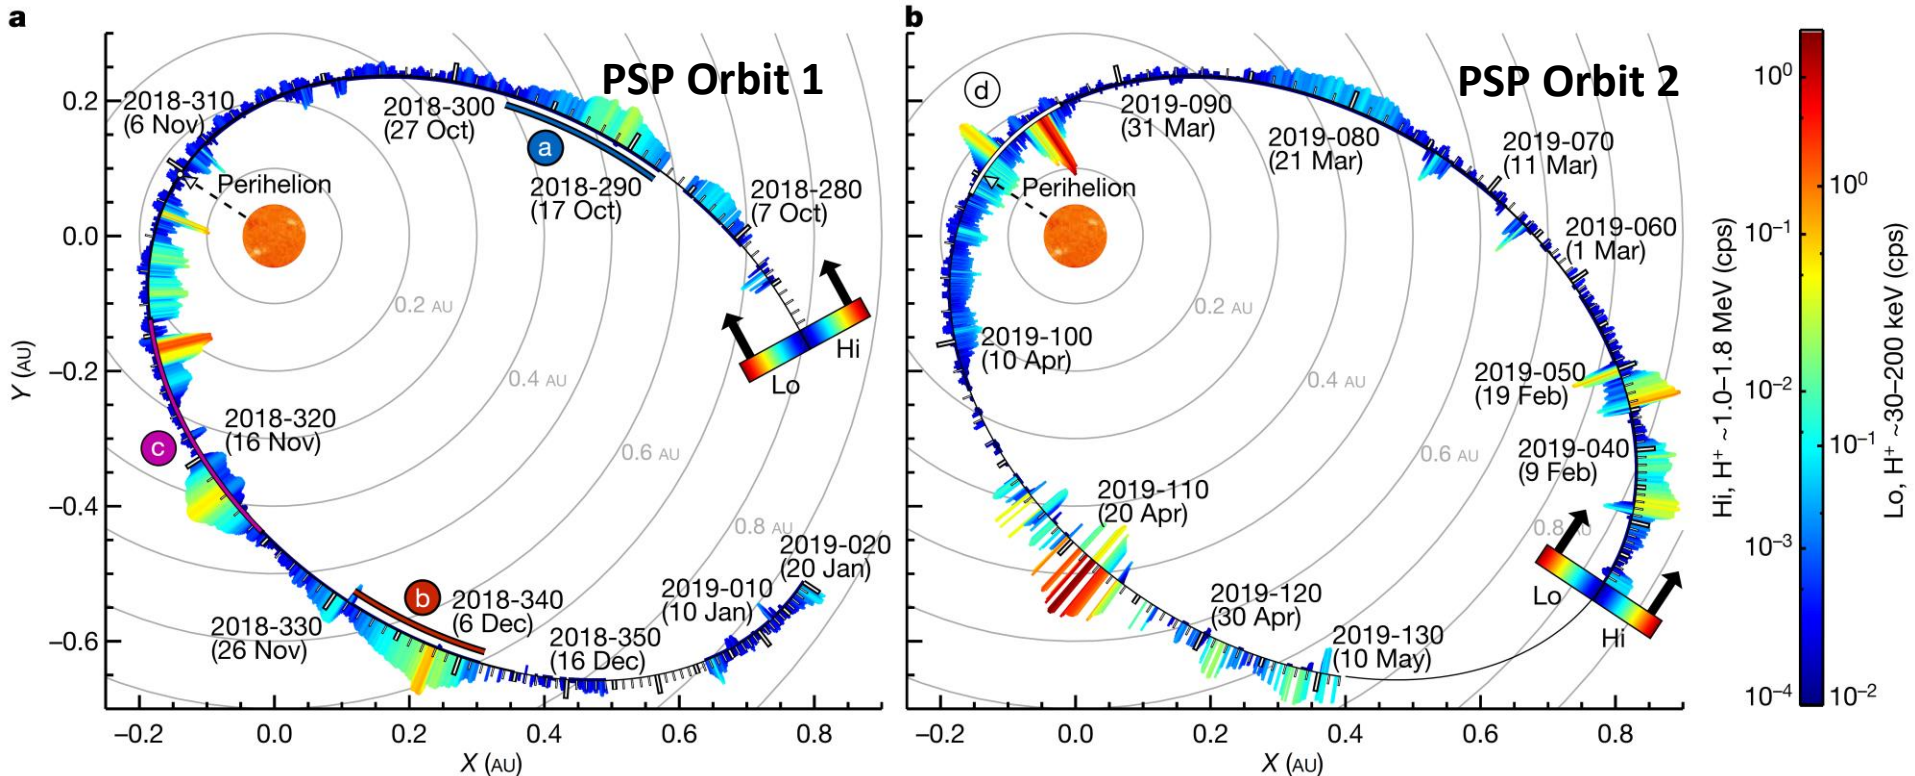 a
PSP Orbit 1
2018-310
(6 Nov)
2018-300
(27 Oct)
a
2018-290
(17 Oct)
2018-280
(7 Oct)
Perihelion
0.2 AU
0.4 AU
0.6 AU
0.8 AU
Lo
Hi
2018-320
(16 Nov)
c
b
2018-330
(26 Nov)
2018-340
(6 Dec)
2018-350
(16 Dec)
2019-010
(10 Jan)
2019-020
(20 Jan)
0.2
0.0
−0.2
−0.4
−0.6
Y (AU)
−0.2 0.0 0.2 0.4 0.6 0.8
X (AU)
b
PSP Orbit 2
d
2019-090
(31 Mar)
2019-080
(21 Mar)
2019-070
(11 Mar)
2019-060
(1 Mar)
Perihelion
0.2 AU
0.4 AU
0.6 AU
0.8 AU
2019-100
(10 Apr)
2019-050
(19 Feb)
2019-040
(9 Feb)
2019-110
(20 Apr)
2019-120
(30 Apr)
2019-130
(10 May)
Lo
Hi
−0.2 0.0 0.2 0.4 0.6 0.8
X (AU)
Hi, H⁺ ~1.0–1.8 MeV (cps)
10⁰
10⁻¹
10⁻²
10⁻³
10⁻⁴
10⁰
10⁻¹
10⁻²
Lo, H⁺ ~30–200 keV (cps)